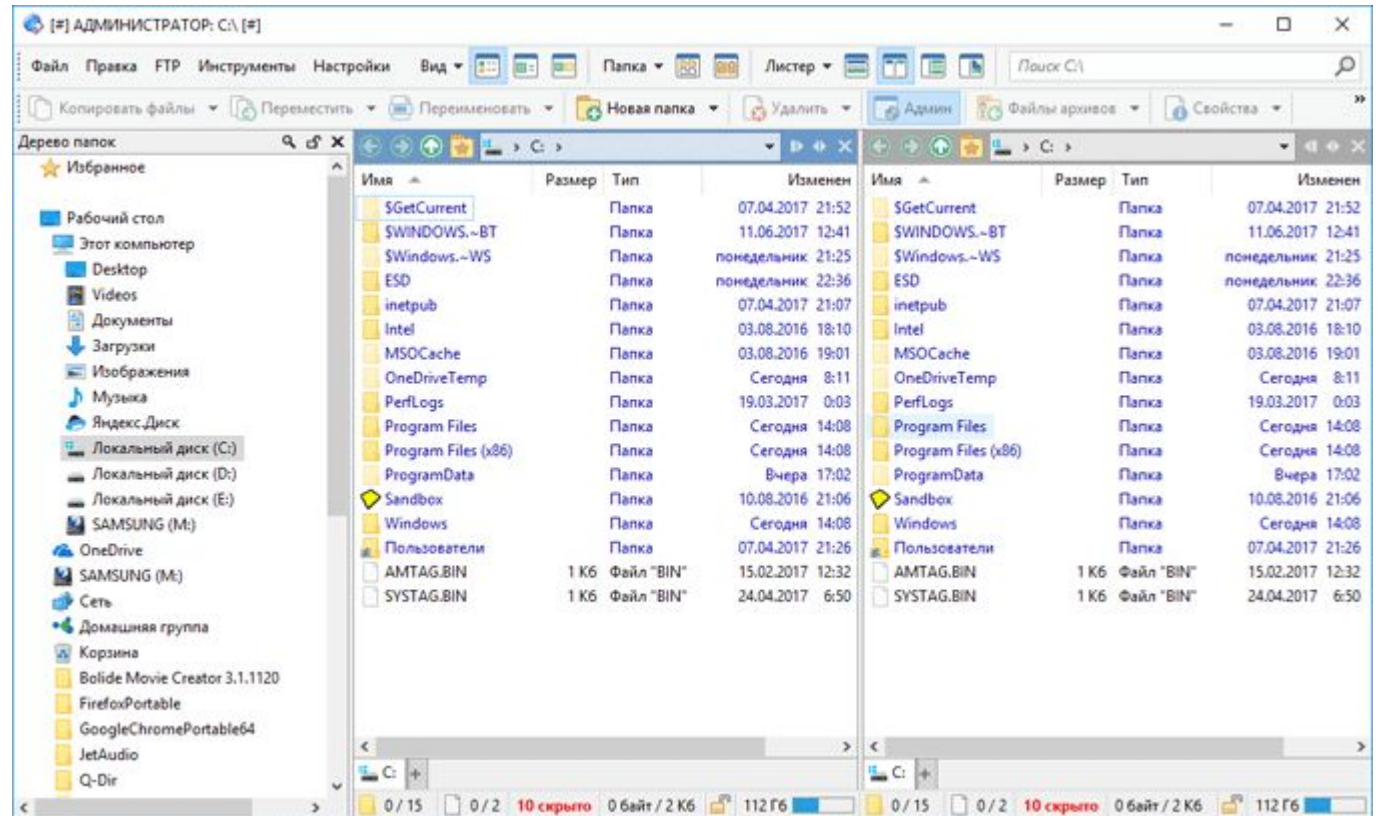 [#] АДМИНИСТРАТОР: C:\ [#]
Файл Правка FTP Инструменты Настройки Вид Папка Листер Поиск C:\
Копировать файлы Переместить Переименовать Новая папка Удалить Админ Файлы архивов Свойства »
Дерево папок
Избранное
Рабочий стол
Этот компьютер
Desktop
Videos
Документы
Загрузки
Изображения
Музыка
Яндекс.Диск
Локальный диск (C:)
Локальный диск (D:)
Локальный диск (E:)
SAMSUNG (M:)
OneDrive
SAMSUNG (M:)
Сеть
Домашняя группа
Корзина
Bolide Movie Creator 3.1.1120
FirefoxPortable
GoogleChromePortable64
JetAudio
Q-Dir
C:
Имя Размер Тип Изменен
$GetCurrent Папка 07.04.2017 21:52
$WINDOWS.~BT Папка 11.06.2017 12:41
$Windows.~WS Папка понедельник 21:25
ESD Папка понедельник 22:36
inetpub Папка 07.04.2017 21:07
Intel Папка 03.08.2016 18:10
MSOCache Папка 03.08.2016 19:01
OneDriveTemp Папка Сегодня 8:11
PerfLogs Папка 19.03.2017 0:03
Program Files Папка Сегодня 14:08
Program Files (x86) Папка Сегодня 14:08
ProgramData Папка Вчера 17:02
Sandbox Папка 10.08.2016 21:06
Windows Папка Сегодня 14:08
Пользователи Папка 07.04.2017 21:26
AMTAG.BIN 1 Кб Файл "BIN" 15.02.2017 12:32
SYSTAG.BIN 1 Кб Файл "BIN" 24.04.2017 6:50
C: +
0 / 15 0 / 2 10 скрыто 0 байт / 2 Кб 112 Гб
C:
Имя Размер Тип Изменен
$GetCurrent Папка 07.04.2017 21:52
$WINDOWS.~BT Папка 11.06.2017 12:41
$Windows.~WS Папка понедельник 21:25
ESD Папка понедельник 22:36
inetpub Папка 07.04.2017 21:07
Intel Папка 03.08.2016 18:10
MSOCache Папка 03.08.2016 19:01
OneDriveTemp Папка Сегодня 8:11
PerfLogs Папка 19.03.2017 0:03
Program Files Папка Сегодня 14:08
Program Files (x86) Папка Сегодня 14:08
ProgramData Папка Вчера 17:02
Sandbox Папка 10.08.2016 21:06
Windows Папка Сегодня 14:08
Пользователи Папка 07.04.2017 21:26
AMTAG.BIN 1 Кб Файл "BIN" 15.02.2017 12:32
SYSTAG.BIN 1 Кб Файл "BIN" 24.04.2017 6:50
C: +
0 / 15 0 / 2 10 скрыто 0 байт / 2 Кб 112 Гб